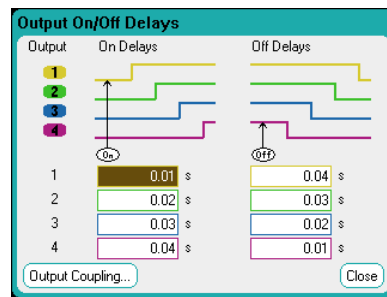 Output On/Off Delays
Output On Delays Off Delays
1
2
3
4
On Off
1 0.01 s 0.04 s
2 0.02 s 0.03 s
3 0.03 s 0.02 s
4 0.04 s 0.01 s
Output Coupling... Close